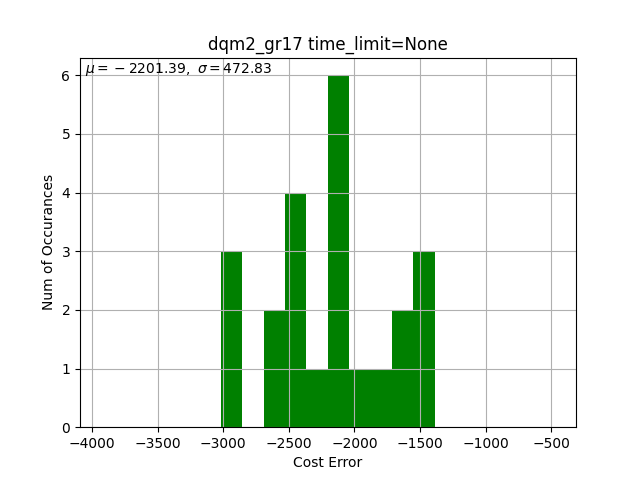 dqm2_gr17 time_limit=None
μ = −2201.39, σ = 472.83
6
5
4
3
2
1
0
Num of Occurances
−4000 −3500 −3000 −2500 −2000 −1500 −1000 −500
Cost Error